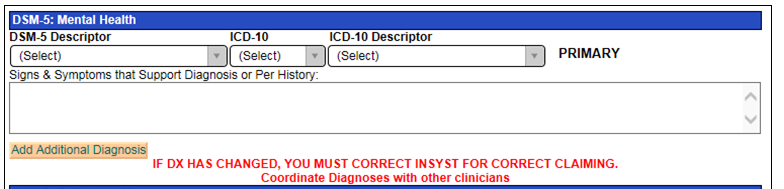 DSM-5: Mental Health
DSM-5 Descriptor ICD-10 ICD-10 Descriptor
(Select) (Select) (Select) PRIMARY
Signs & Symptoms that Support Diagnosis or Per History:
Add Additional Diagnosis
IF DX HAS CHANGED, YOU MUST CORRECT INSYST FOR CORRECT CLAIMING.
Coordinate Diagnoses with other clinicians